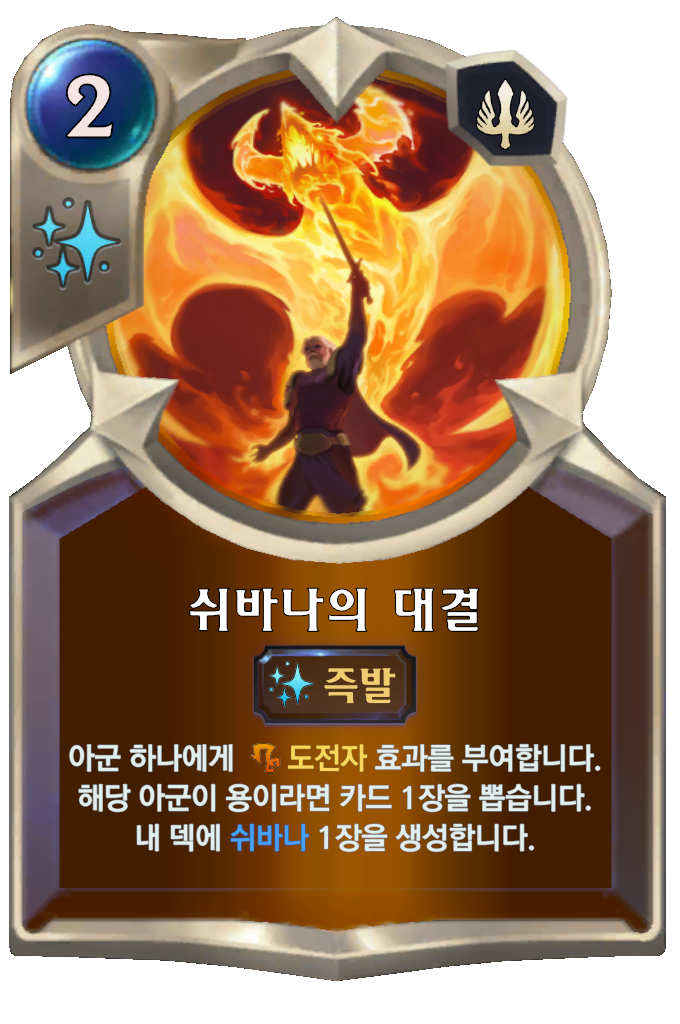 2
쉬바나의 대결
즉발
아군 하나에게 도전자 효과를 부여합니다.
해당 아군이 용이라면 카드 1장을 뽑습니다.
내 덱에 쉬바나 1장을 생성합니다.